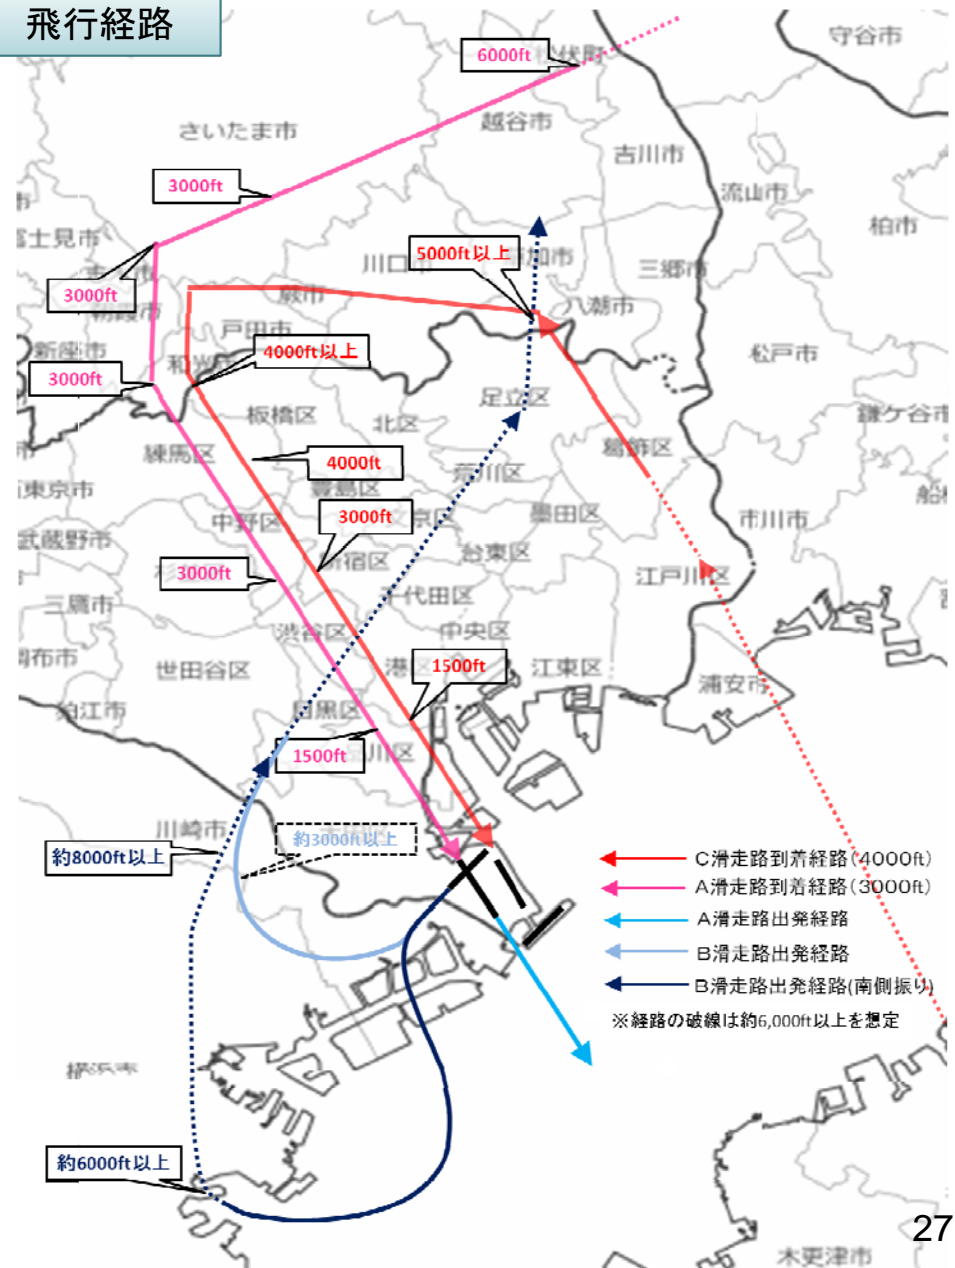 飛行経路
守谷市
6000ft
松伏町
越谷市
さいたま市
吉川市
3000ft
流山市
柏市
富士見市
5000ft以上
草加市
川口市
三郷市
3000ft
朝霞市
蕨市
八潮市
戸田市
新座市
和光市
4000ft以上
松戸市
3000ft
足立区
板橋区
北区
鎌ケ谷市
練馬区
葛飾区
4000ft
荒川区
豊島区
東京市
3000ft
文京区
墨田区
市川市
中野区
武蔵野市
新宿区
台東区
3000ft
江戸川区
千代田区
三鷹市
渋谷区
中央区
調布市
世田谷区
港区
1500ft
江東区
浦安市
狛江市
目黒区
1500ft
品川区
川崎市
約3000ft以上
約8000ft以上
C滑走路到着経路(4000ft)
A滑走路到着経路(3000ft)
A滑走路出発経路
B滑走路出発経路
B滑走路出発経路(南側振り)
※経路の破線は約6,000ft以上を想定
横浜市
約6000ft以上
木更津市
27